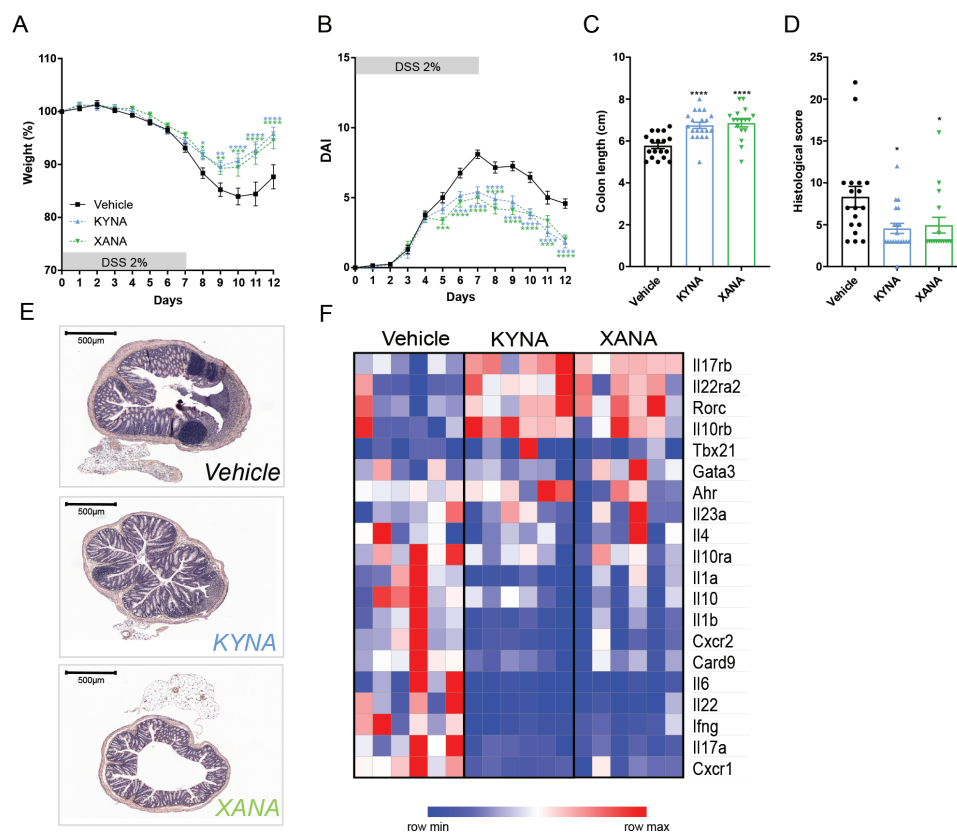 A
B
C
D
110
100
90
80
70
Weight (%)
Vehicle
KYNA
XANA
DSS 2%
0 1 2 3 4 5 6 7 8 9 10 11 12
Days
15
10
5
0
DAI
DSS 2%
0 1 2 3 4 5 6 7 8 9 10 11 12
Days
10
8
6
4
2
0
Colon length (cm)
**** ****
Vehicle
KYNA
XANA
25
20
15
10
5
0
Histological score
* *
Vehicle
KYNA
XANA
E
500µm
Vehicle
500µm
KYNA
500µm
XANA
F
Vehicle KYNA XANA
Il17rb
Il22ra2
Rorc
Il10rb
Tbx21
Gata3
Ahr
Il23a
Il4
Il10ra
Il1a
Il10
Il1b
Cxcr2
Card9
Il6
Il22
Ifng
Il17a
Cxcr1
row min row max